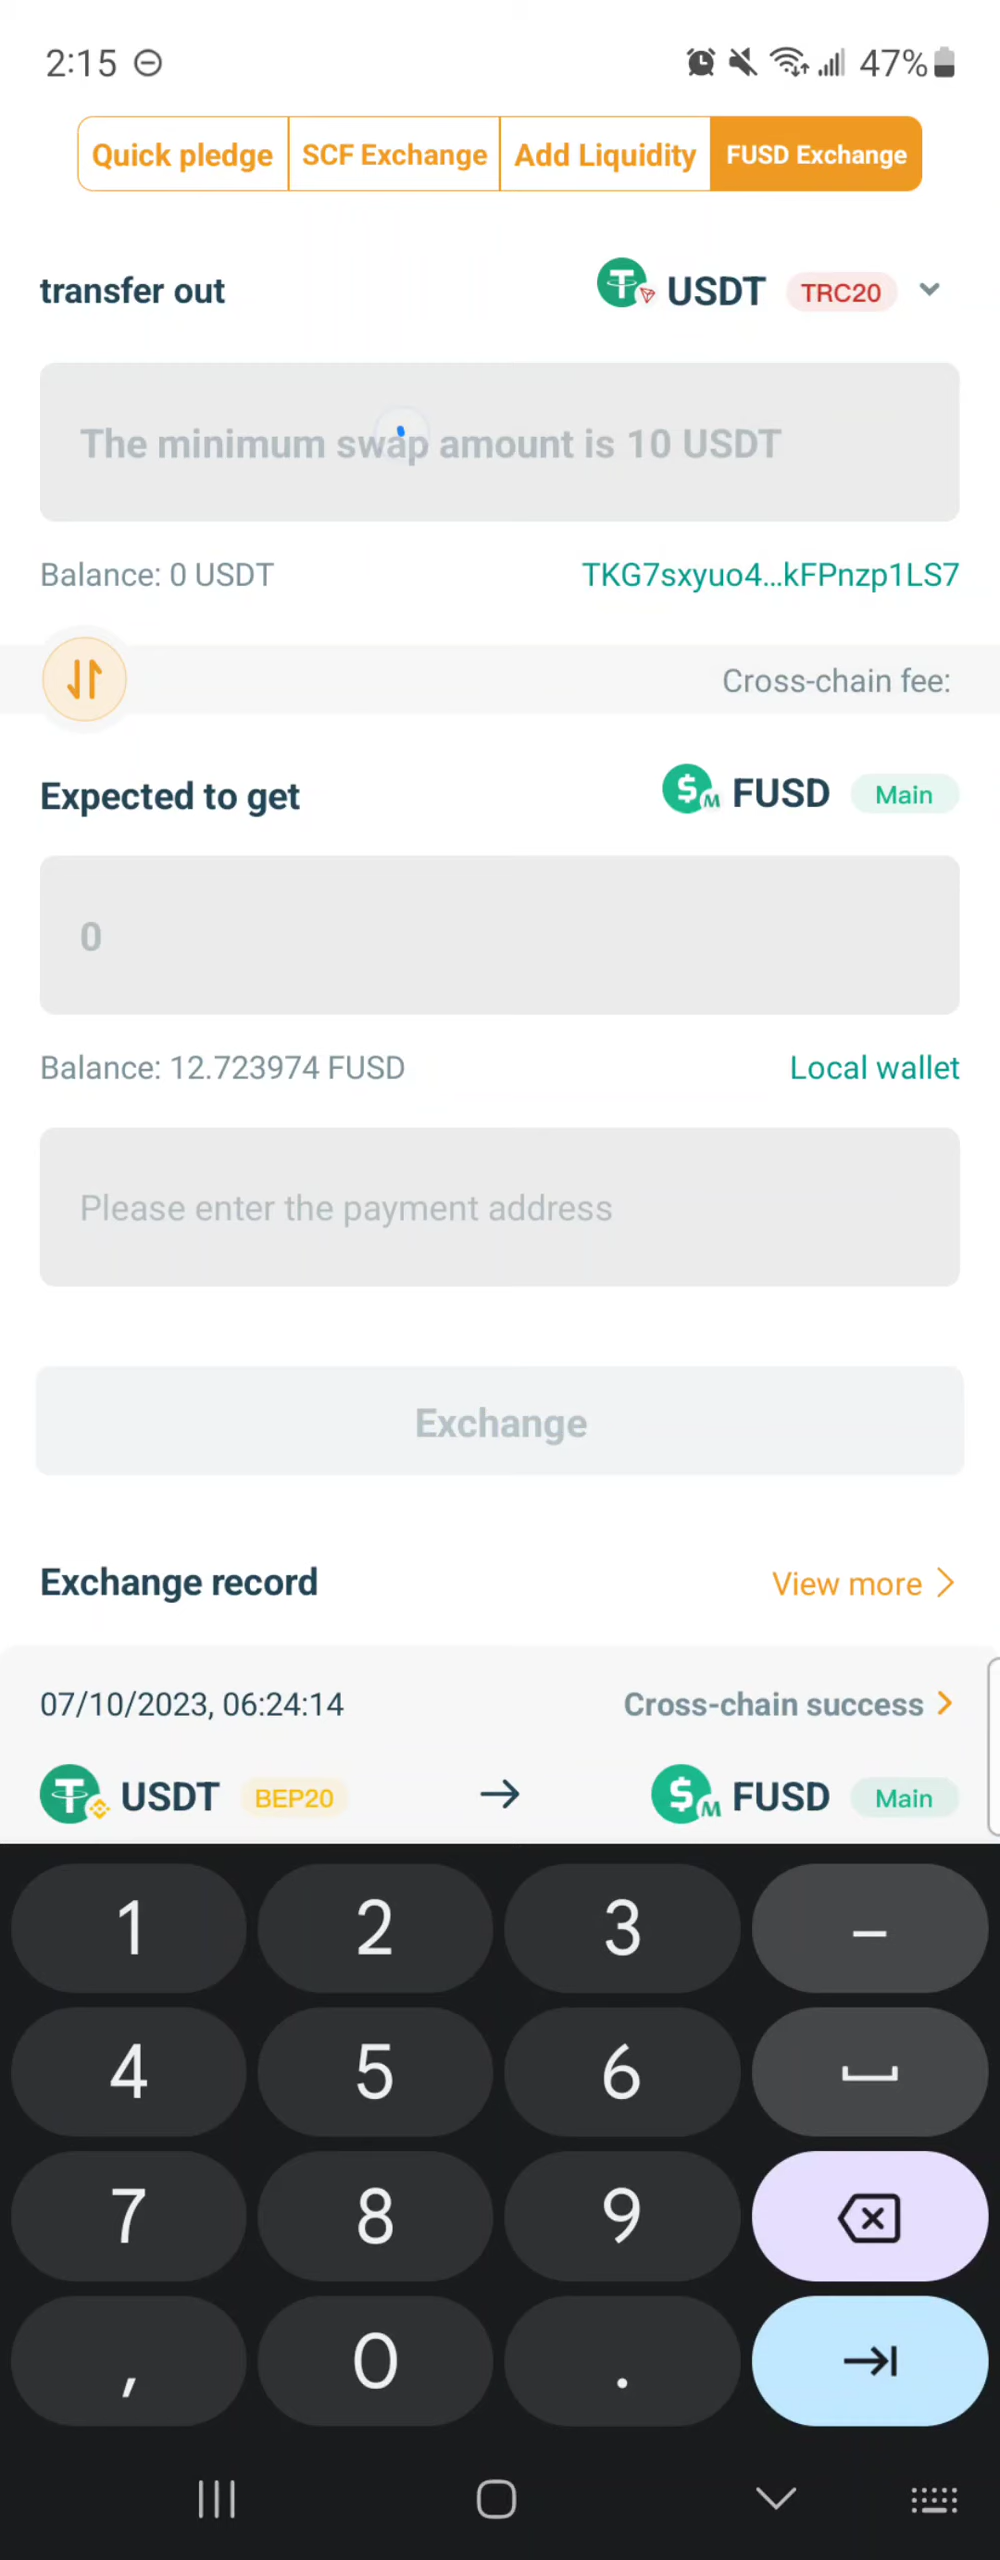 2:15 47%
Quick pledge SCF Exchange Add Liquidity FUSD Exchange
transfer out USDT TRC20
The minimum swap amount is 10 USDT
Balance: 0 USDT TKG7sxyuo4...kFPnzp1LS7
Cross-chain fee:
Expected to get FUSD Main
0
Balance: 12.723974 FUSD Local wallet
Please enter the payment address
Exchange
Exchange record View more
07/10/2023, 06:24:14 Cross-chain success
USDT BEP20 → FUSD Main
1 2 3 –
4 5 6
7 8 9
, 0 .